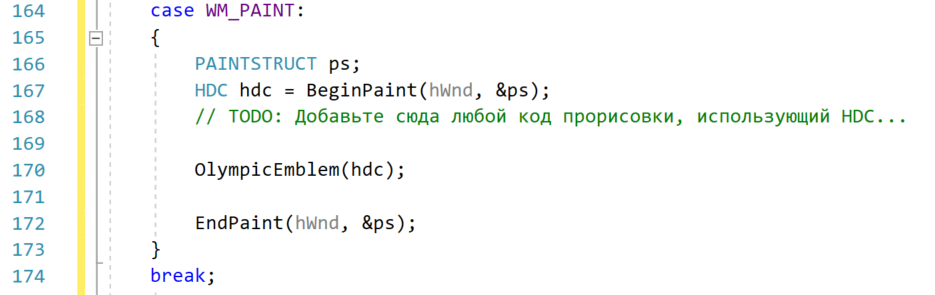 164 case WM_PAINT:
165 {
166 PAINTSTRUCT ps;
167 HDC hdc = BeginPaint(hWnd, &ps);
168 // TODO: Добавьте сюда любой код прорисовки, использующий HDC...
169
170 OlympicEmblem(hdc);
171
172 EndPaint(hWnd, &ps);
173 }
174 break;